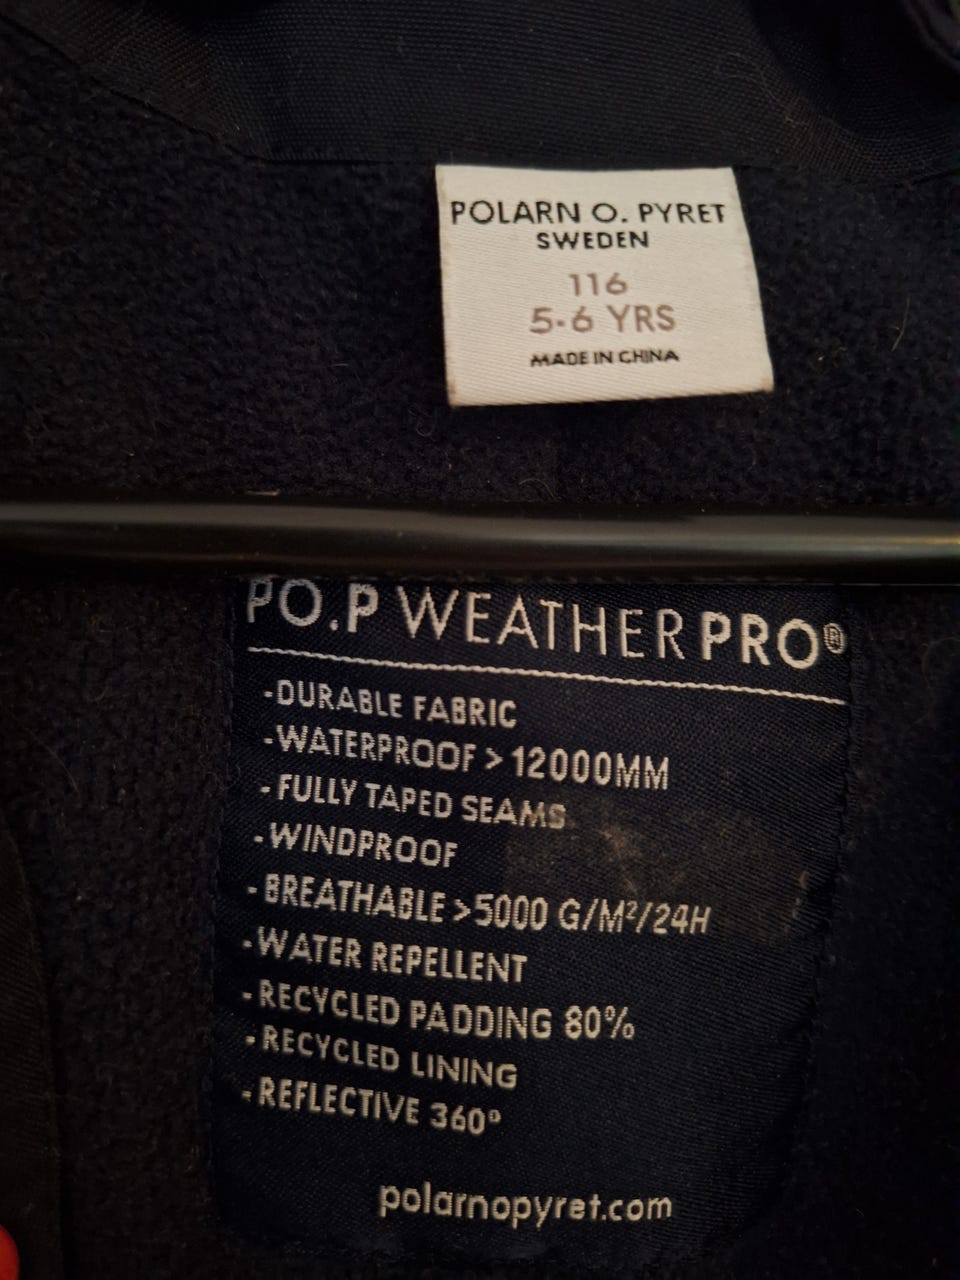 POLARN O. PYRET
SWEDEN
116
5-6 YRS
MADE IN CHINA
PO.P WEATHER PRO®
-DURABLE FABRIC
-WATERPROOF > 12000MM
-FULLY TAPED SEAMS
-WINDPROOF
-BREATHABLE >5000 G/M²/24H
-WATER REPELLENT
-RECYCLED PADDING 80%
-RECYCLED LINING
-REFLECTIVE 360°
polarnopyret.com